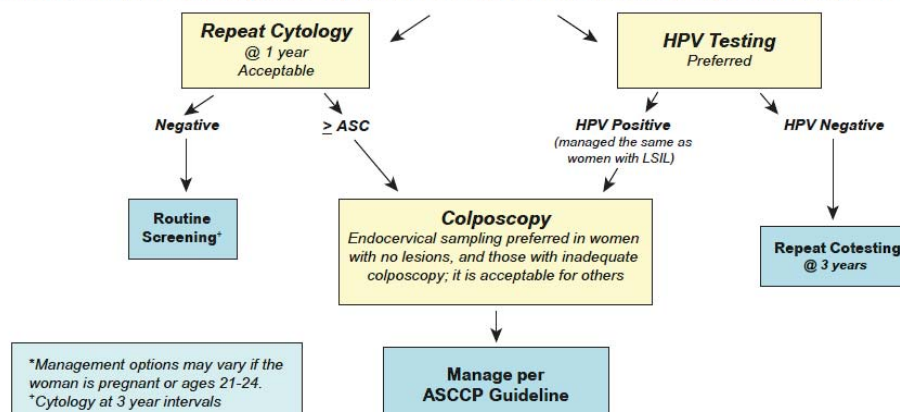 Repeat Cytology
@ 1 year
Acceptable
HPV Testing
Preferred
Negative
≥ ASC
HPV Positive
(managed the same as
women with LSIL)
HPV Negative
Routine
Screening⁺
Colposcopy
Endocervical sampling preferred in women
with no lesions, and those with inadequate
colposcopy; it is acceptable for others
Repeat Cotesting
@ 3 years
Manage per
ASCCP Guideline
*Management options may vary if the
woman is pregnant or ages 21-24.
⁺Cytology at 3 year intervals